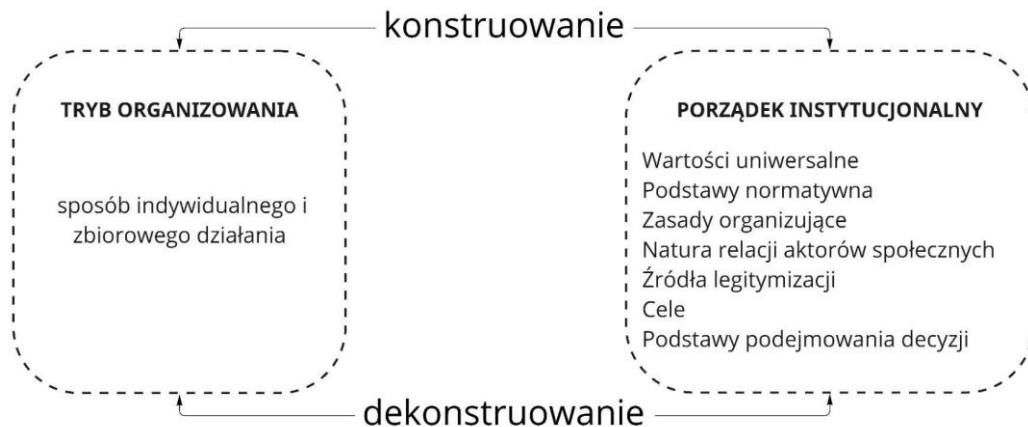 konstruowanie
TRYB ORGANIZOWANIA
sposób indywidualnego i
zbiorowego działania
PORZĄDEK INSTYTUCJONALNY
Wartości uniwersalne
Podstawy normatywna
Zasady organizujące
Natura relacji aktorów społecznych
Źródła legitymizacji
Cele
Podstawy podejmowania decyzji
dekonstruowanie